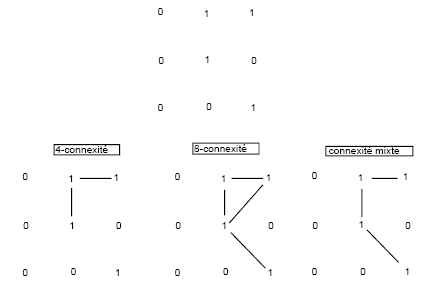 0 1 1
0 1 0
0 0 1
4-connexité 8-connexité connexité mixte
0 1 1 0 1 1 0 1 1
0 1 0 0 1 0 0 1 0
0 0 1 0 0 1 0 0 1